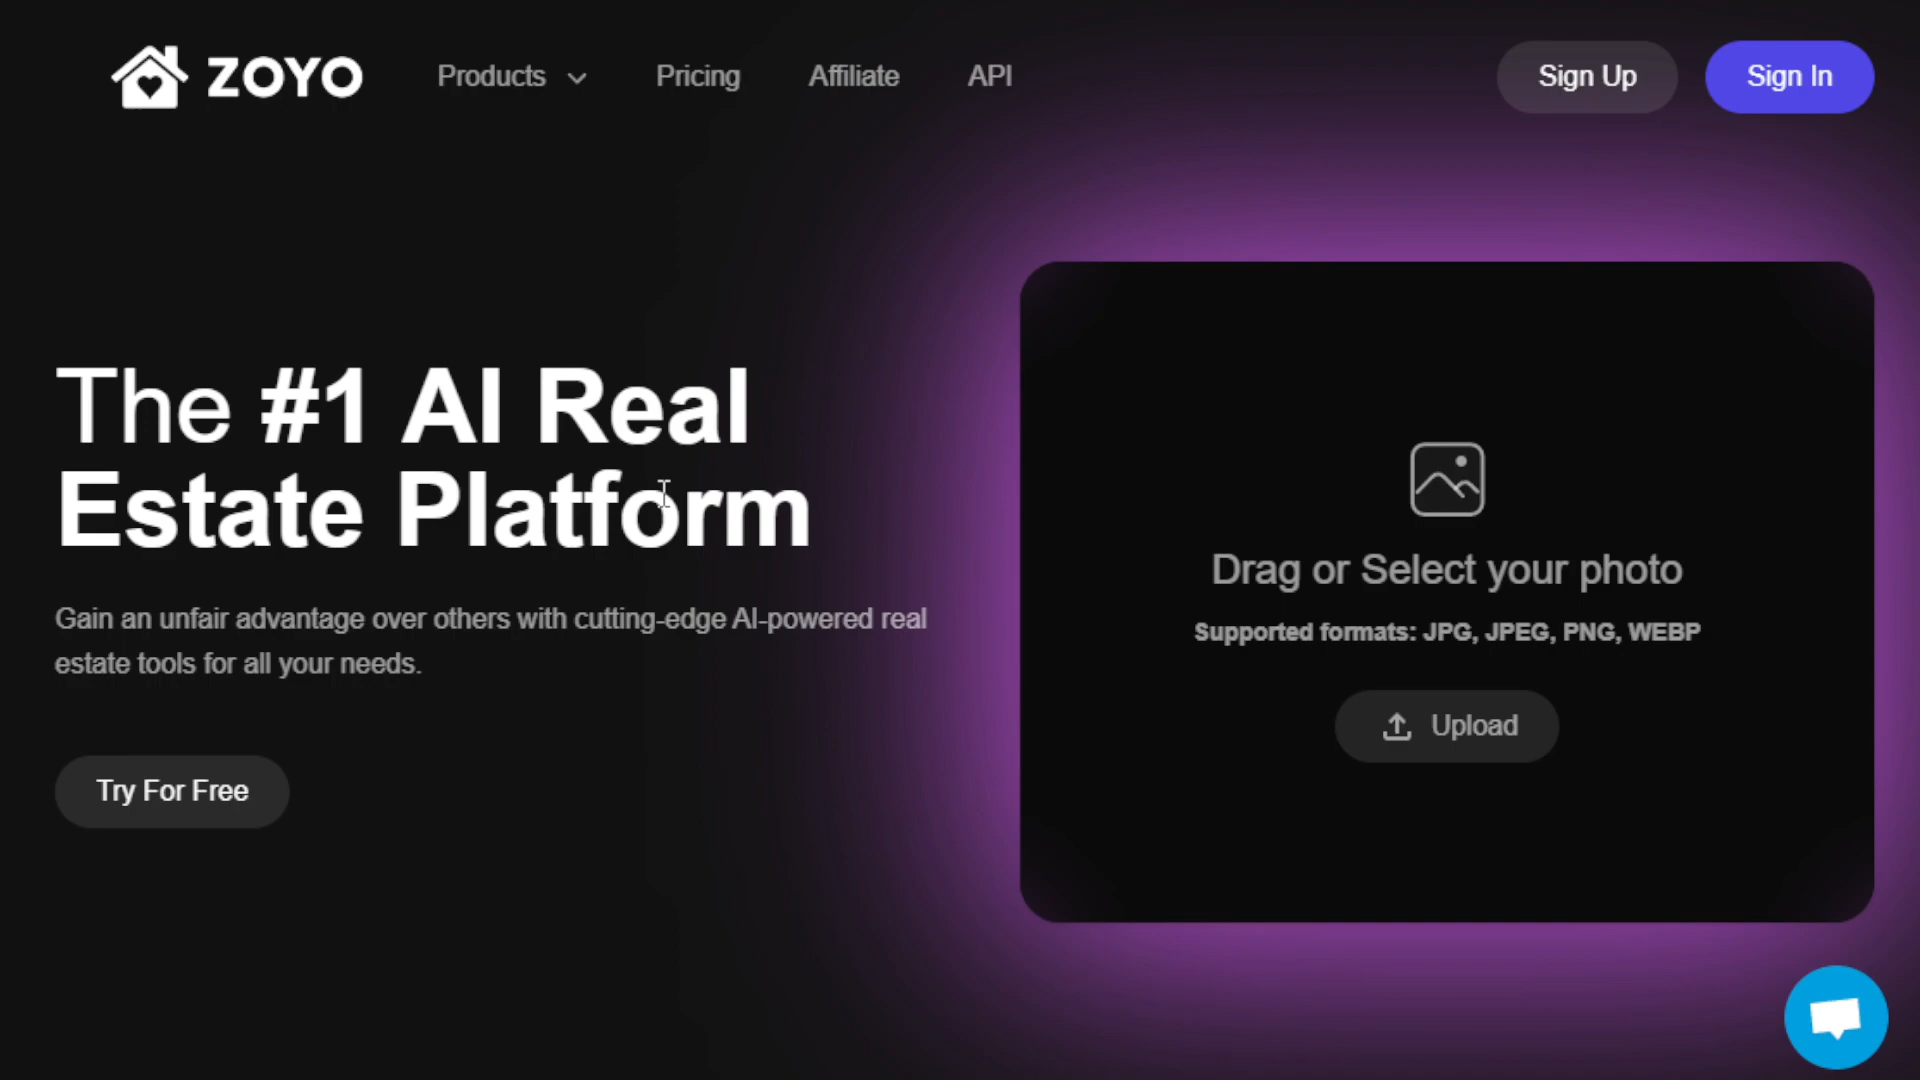 ZOYO
Products
Pricing
Affiliate
API
Sign Up
Sign In
The #1 AI Real
Estate Platform
Gain an unfair advantage over others with cutting-edge AI-powered real
estate tools for all your needs.
Try For Free
Drag or Select your photo
Supported formats: JPG, JPEG, PNG, WEBP
Upload